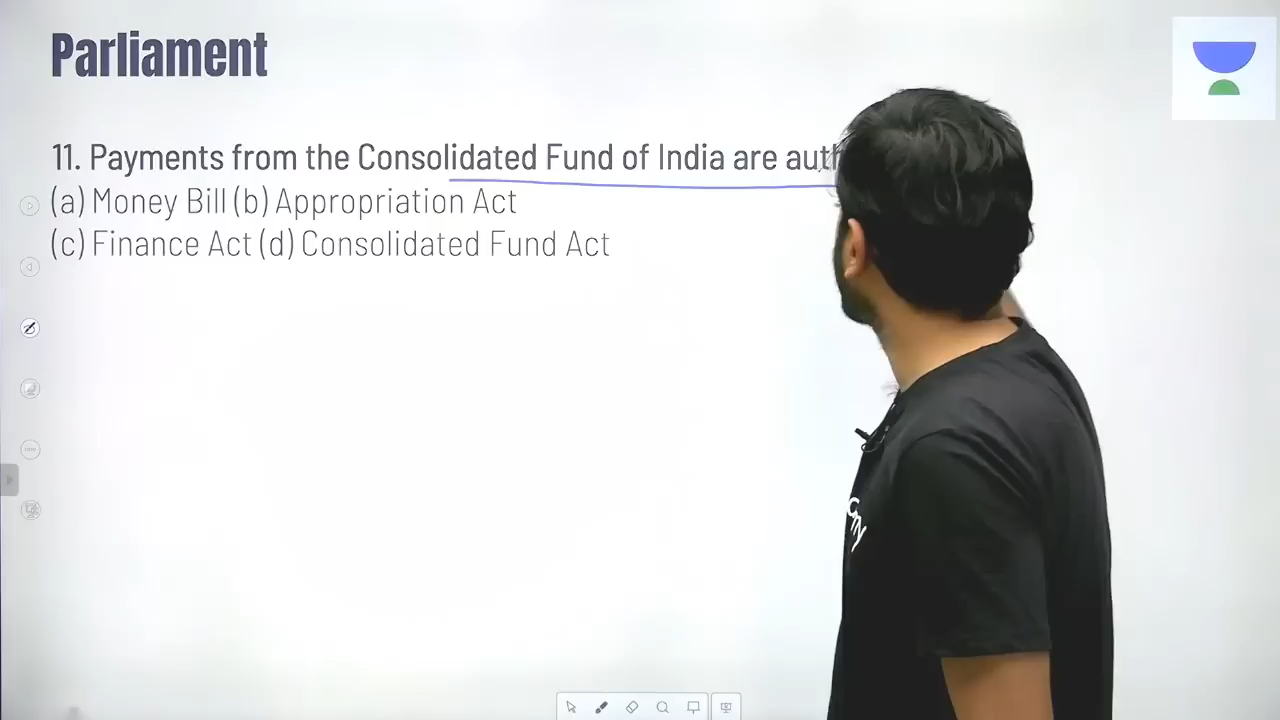 Parliament
11. Payments from the Consolidated Fund of India are
(a) Money Bill (b) Appropriation Act
(c) Finance Act (d) Consolidated Fund Act